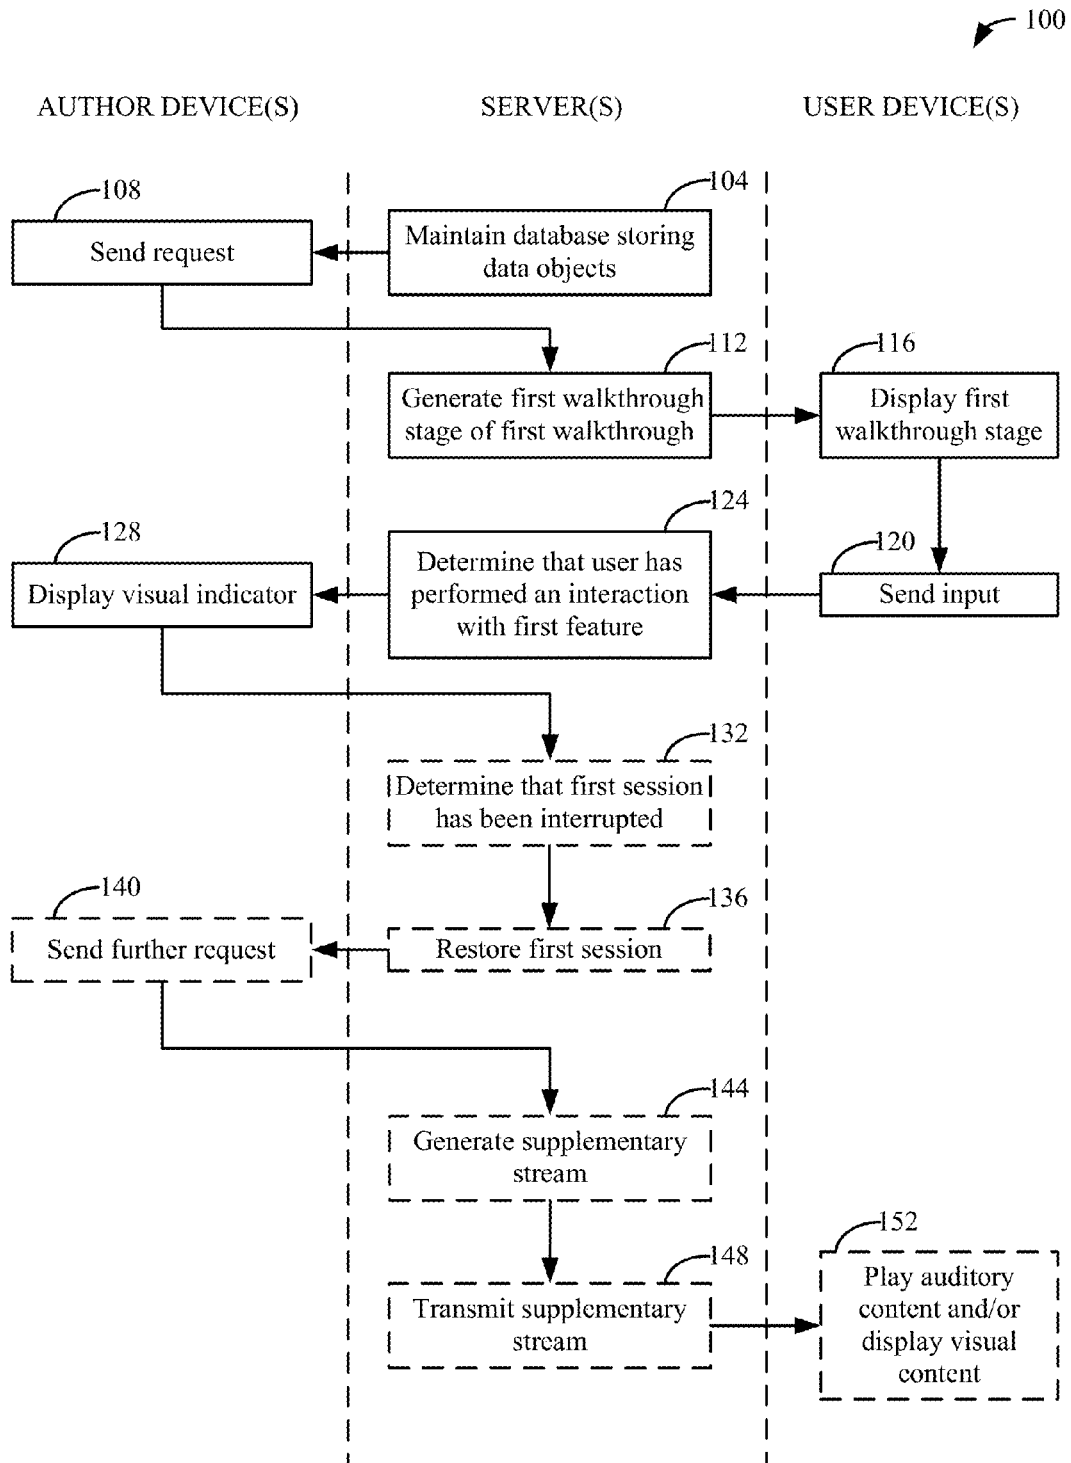 100
AUTHOR DEVICE(S)
SERVER(S)
USER DEVICE(S)
108
104
Send request
Maintain database storing
data objects
112
116
Generate first walkthrough
stage of first walkthrough
Display first
walkthrough stage
124
128
120
Display visual indicator
Determine that user has
performed an interaction
with first feature
Send input
132
Determine that first session
has been interrupted
140
136
Send further request
Restore first session
144
Generate supplementary
stream
152
148
Transmit supplementary
stream
Play auditory
content and/or
display visual
content